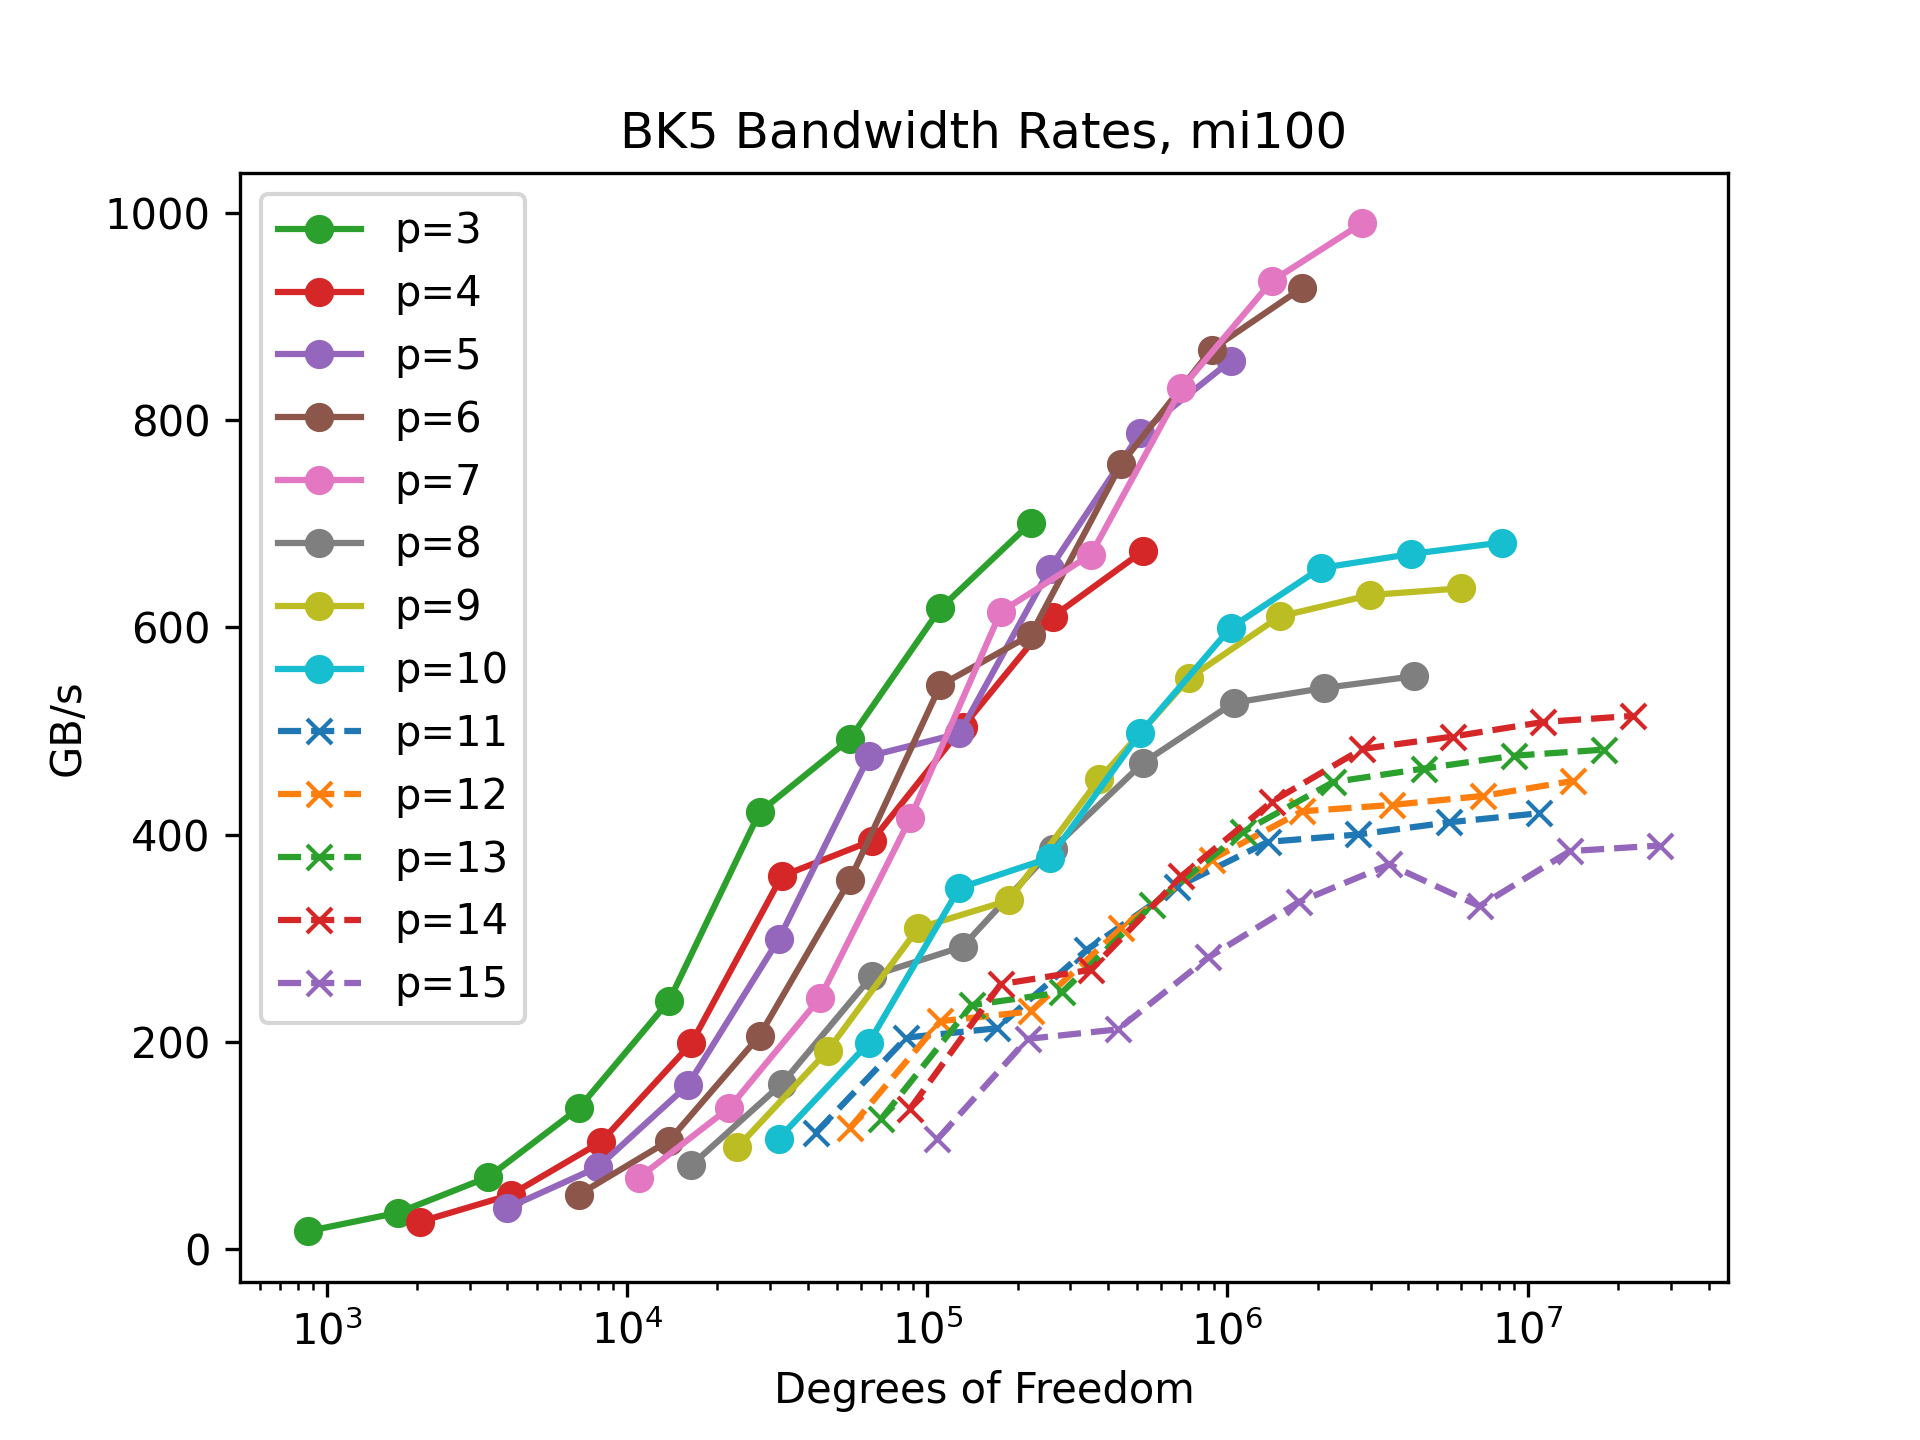 BK5 Bandwidth Rates, mi100
1000
800
600
400
200
0
GB/s
p=3
p=4
p=5
p=6
p=7
p=8
p=9
p=10
p=11
p=12
p=13
p=14
p=15
10³ 10⁴ 10⁵ 10⁶ 10⁷
Degrees of Freedom